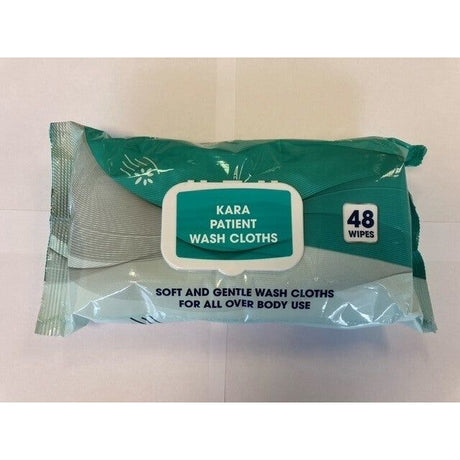 KARA
PATIENT
WASH CLOTHS
48
WIPES
SOFT AND GENTLE WASH CLOTHS
FOR ALL OVER BODY USE